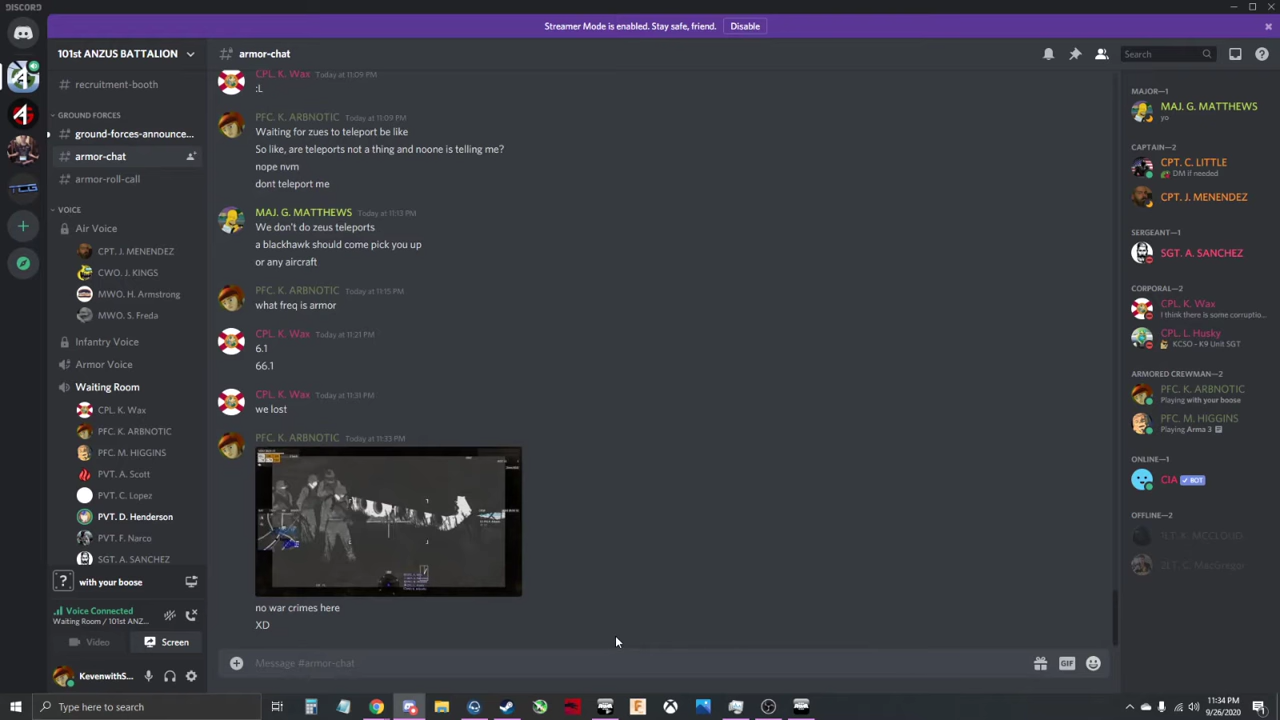 DISCORD
Streamer Mode is enabled. Stay safe, friend. Disable
101st ANZUS BATTALION
# armor-chat
Search
# recruitment-booth
GROUND FORCES
# ground-forces-announce...
# armor-chat
# armor-roll-call
VOICE
Air Voice
CPT. J. MENENDEZ
CWO. J. KINGS
MWO. H. Armstrong
MWO. S. Freda
Infantry Voice
Armor Voice
Waiting Room
CPL. K. Wax
PFC. K. ARBNOTIC
PFC. M. HIGGINS
PVT. A. Scott
PVT. C. Lopez
PVT. D. Henderson
PVT. F. Narco
SGT. A. SANCHEZ
with your boose
Voice Connected
Waiting Room / 101st ANZ...
Video
Screen
KevenwithS...
CPL. K. Wax Today at 11:09 PM
:L
PFC. K. ARBNOTIC Today at 11:09 PM
Waiting for zues to teleport be like
So like, are teleports not a thing and noone is telling me?
nope nvm
dont teleport me
MAJ. G. MATTHEWS Today at 11:13 PM
We don't do zeus teleports
a blackhawk should come pick you up
or any aircraft
PFC. K. ARBNOTIC Today at 11:15 PM
what freq is armor
CPL. K. Wax Today at 11:21 PM
6.1
66.1
CPL. K. Wax Today at 11:31 PM
we lost
PFC. K. ARBNOTIC Today at 11:33 PM
no war crimes here
XD
Message #armor-chat
GIF
MAJOR—1
MAJ. G. MATTHEWS
yo
CAPTAIN—2
CPT. C. LITTLE
DM if needed
CPT. J. MENENDEZ
SERGEANT—1
SGT. A. SANCHEZ
CORPORAL—2
CPL. K. Wax
I think there is some corruptio...
CPL. L. Husky
KCSO - K9 Unit SGT
ARMORED CREWMAN—2
PFC. K. ARBNOTIC
Playing with your boose
PFC. M. HIGGINS
Playing Arma 3
ONLINE—1
CIA ✓ BOT
OFFLINE—2
1LT. K. MCCLOUD
2LT. C. MacGregor
Type here to search
11:34 PM
9/26/2020